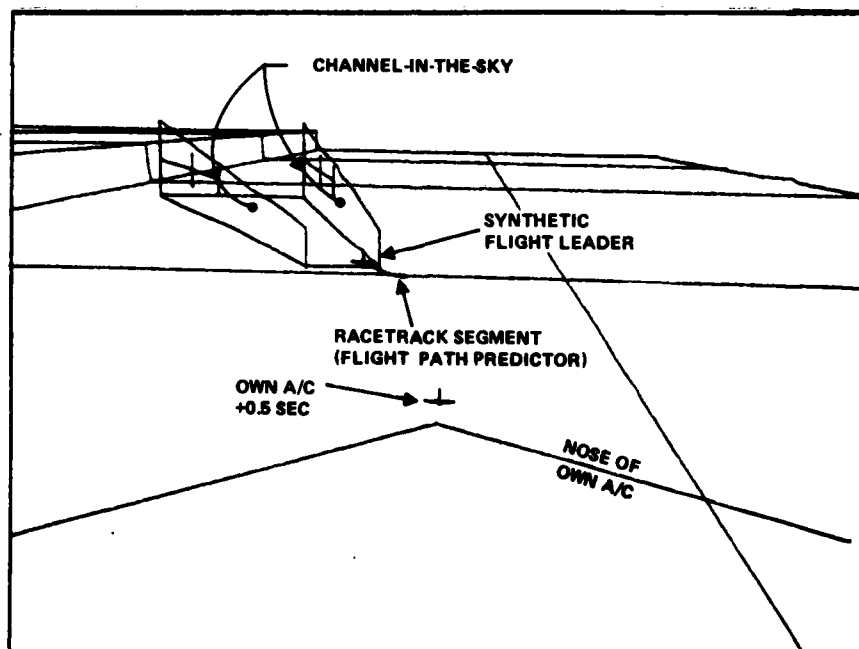 CHANNEL-IN-THE-SKY
SYNTHETIC
FLIGHT LEADER
RACETRACK SEGMENT
(FLIGHT PATH PREDICTOR)
OWN A/C
+0.5 SEC
NOSE OF
OWN A/C